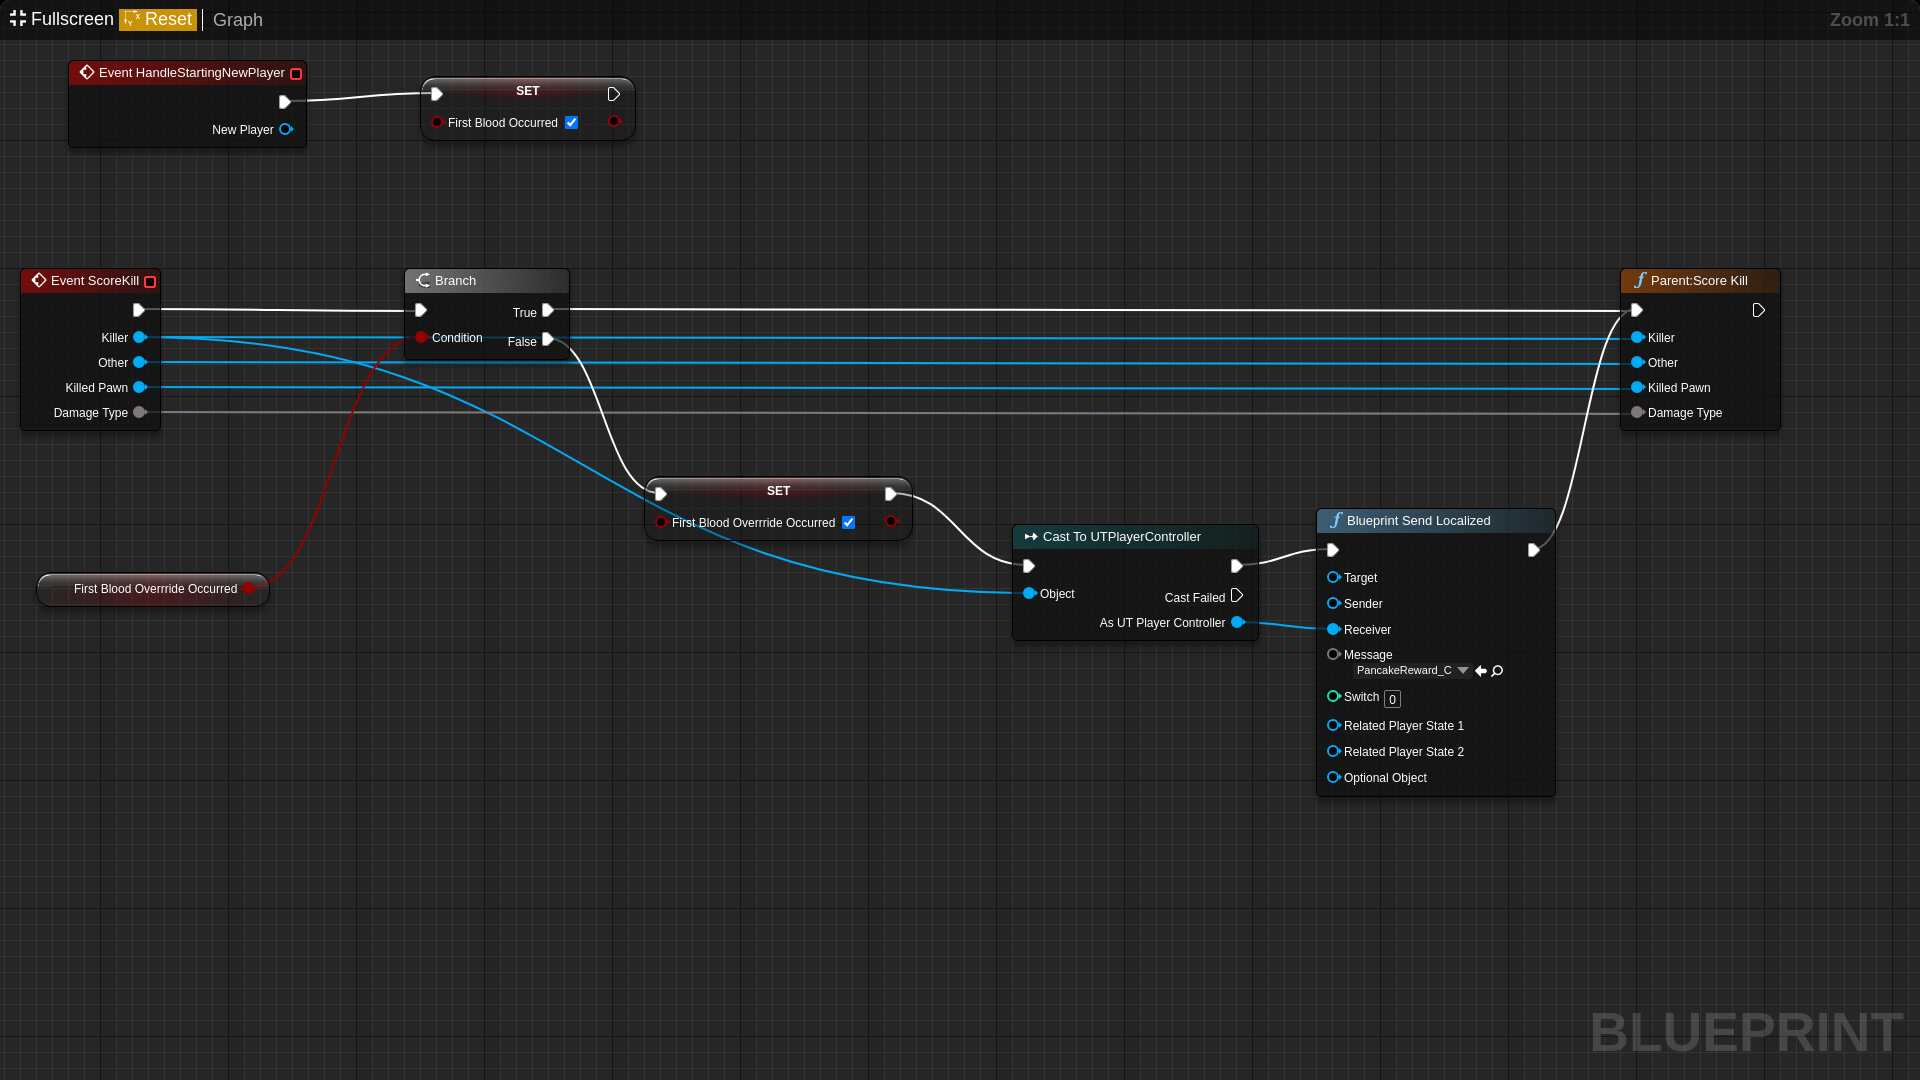 Fullscreen Reset Graph
Zoom 1:1
Event HandleStartingNewPlayer
New Player
SET
First Blood Occurred
Event ScoreKill
Killer
Other
Killed Pawn
Damage Type
Branch
True
Condition
False
Parent:Score Kill
Killer
Other
Killed Pawn
Damage Type
SET
First Blood Overrride Occurred
First Blood Overrride Occurred
Cast To UTPlayerController
Object
Cast Failed
As UT Player Controller
Blueprint Send Localized
Target
Sender
Receiver
Message
PancakeReward_C
Switch 0
Related Player State 1
Related Player State 2
Optional Object
BLUEPRINT